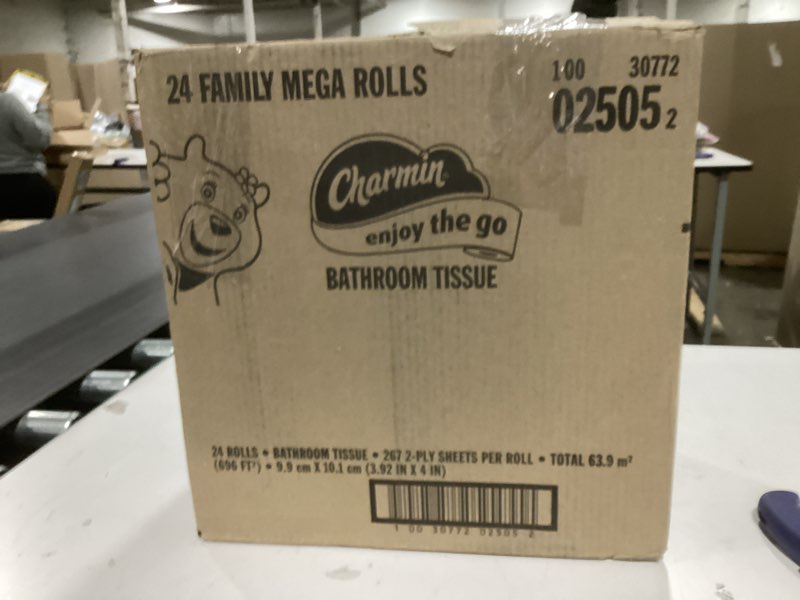 24 FAMILY MEGA ROLLS
1 00 30772
02505 2
Charmin
enjoy the go
BATHROOM TISSUE
24 ROLLS • BATHROOM TISSUE • 267 2-PLY SHEETS PER ROLL • TOTAL 63.9 m²
(696 FT²) • 9.9 cm X 10.1 cm (3.92 IN X 4 IN)
1 00 30772 02505 2